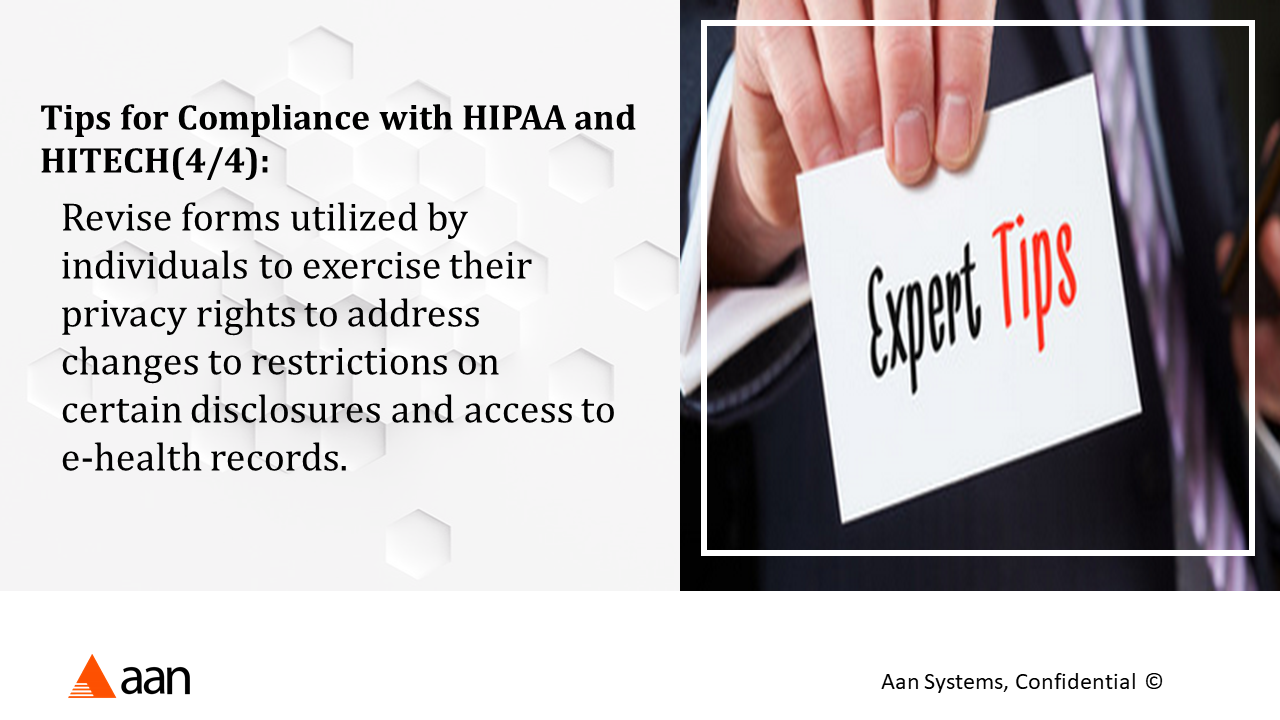 Tips for Compliance with HIPAA and
HITECH(4/4):
Revise forms utilized by
individuals to exercise their
privacy rights to address
changes to restrictions on
certain disclosures and access to
e-health records.
Expert Tips
aan
Aan Systems, Confidential ©